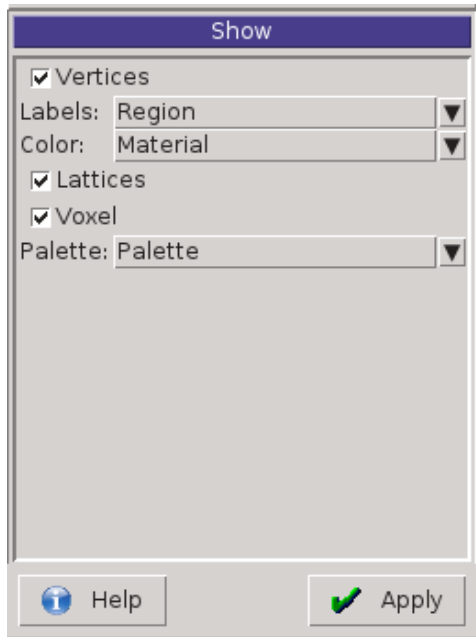 Show
Vertices
Labels: Region
Color: Material
Lattices
Voxel
Palette: Palette
Help Apply